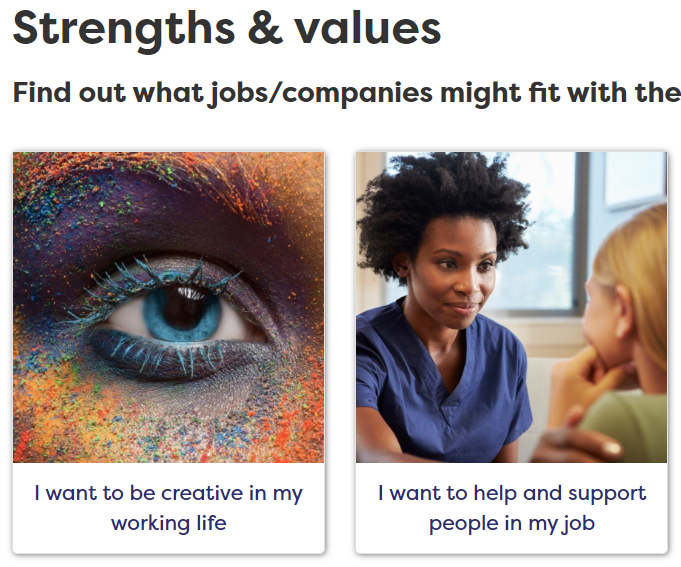 Strengths & values
Find out what jobs/companies might fit with the
I want to be creative in my
working life
I want to help and support
people in my job